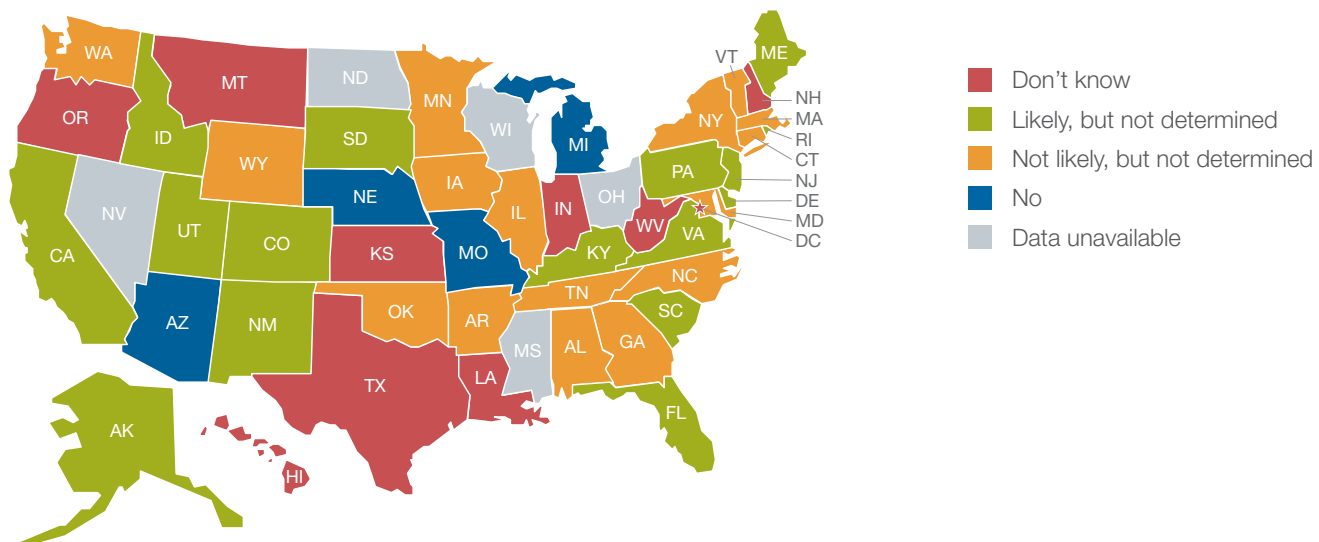 WA
MT
ND
MN
VT
ME
OR
ID
SD
WI
NY
NH
MA
RI
CT
NJ
DE
MD
DC
WY
MI
PA
NE
IA
IL
IN
OH
NV
UT
CO
KS
MO
WV
VA
KY
CA
AZ
NM
OK
AR
TN
NC
SC
MS
AL
GA
TX
LA
FL
AK
HI
Don't know
Likely, but not determined
Not likely, but not determined
No
Data unavailable